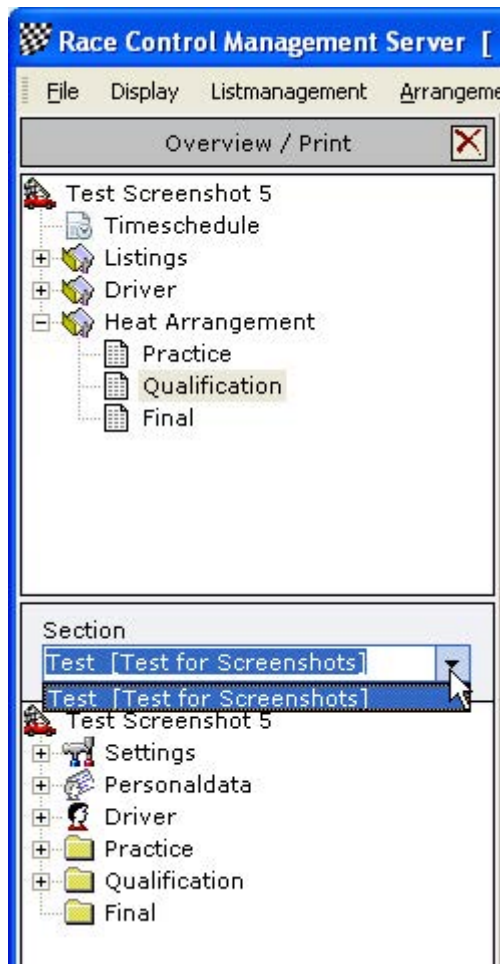 Race Control Management Server [
File Display Listmanagement Arrangeme
Overview / Print
Test Screenshot 5
Timeschedule
Listings
Driver
Heat Arrangement
Practice
Qualification
Final
Section
Test [Test for Screenshots]
Test [Test for Screenshots]
Test Screenshot 5
Settings
Personaldata
Driver
Practice
Qualification
Final